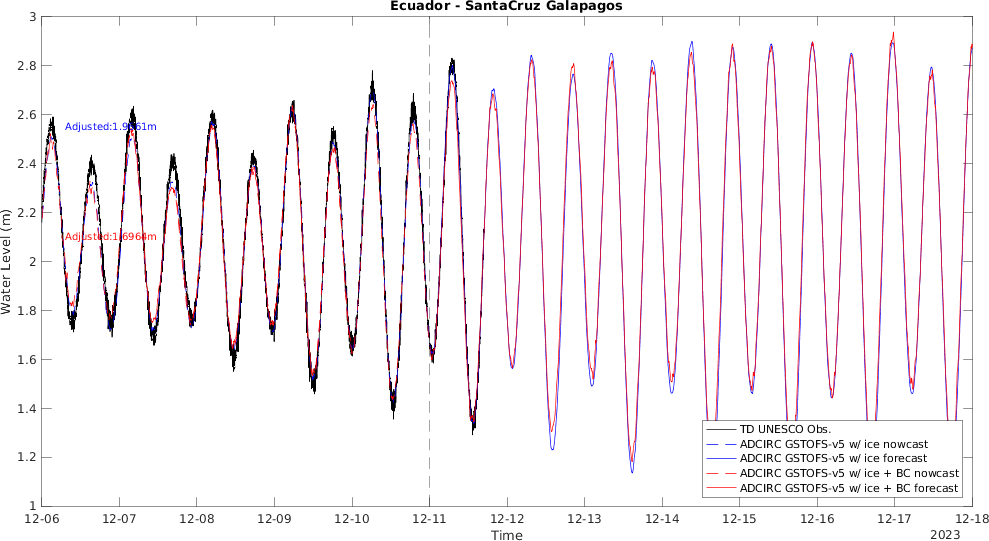 Ecuador - SantaCruz Galapagos
3
2.8
2.6
2.4
2.2
2
1.8
1.6
1.4
1.2
1
Water Level (m)
Adjusted:1.6964m
12-06
12-07
12-08
12-09
12-10
12-11
12-12
12-13
12-14
12-15
12-16
12-17
12-18
Time
2023
TD UNESCO Obs.
ADCIRC GSTOFS-v5 w/ ice nowcast
ADCIRC GSTOFS-v5 w/ ice forecast
ADCIRC GSTOFS-v5 w/ ice + BC nowcast
ADCIRC GSTOFS-v5 w/ ice + BC forecast